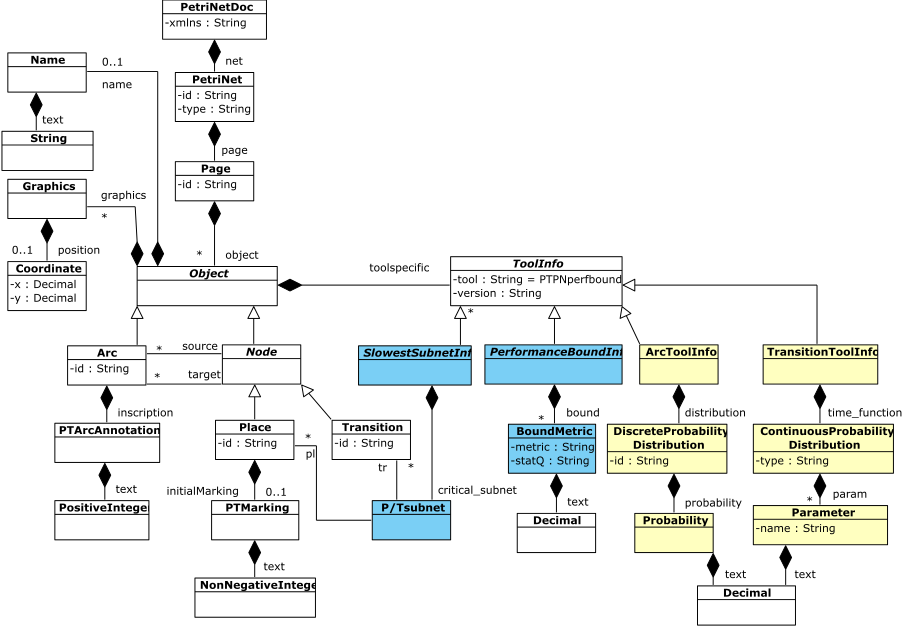 PetriNetDoc
-xmlns : String
net
PetriNet
-id : String
-type : String
page
Page
-id : String
* object
Name
0..1
name
text
String
Graphics
graphics
*
0..1 position
Coordinate
-x : Decimal
-y : Decimal
Object
toolspecific
ToolInfo
-tool : String = PTPNperfbound
-version : String
*
Arc
-id : String
* source
* target
Node
SlowestSubnetInf
PerformanceBoundInf
ArcToolInfo
TransitionToolInfo
inscription
PTArcAnnotation
text
PositiveInteger
Place
-id : String
*
pl
Transition
-id : String
tr *
initialMarking 0..1
PTMarking
text
NonNegativeIntege
critical_subnet
P/Tsubnet
* bound
BoundMetric
-metric : String
-statQ : String
text
Decimal
distribution
DiscreteProbability
Distribution
-id : String
probability
Probability
text
time_function
ContinuousProbability
Distribution
-type : String
* param
Parameter
-name : String
text
Decimal